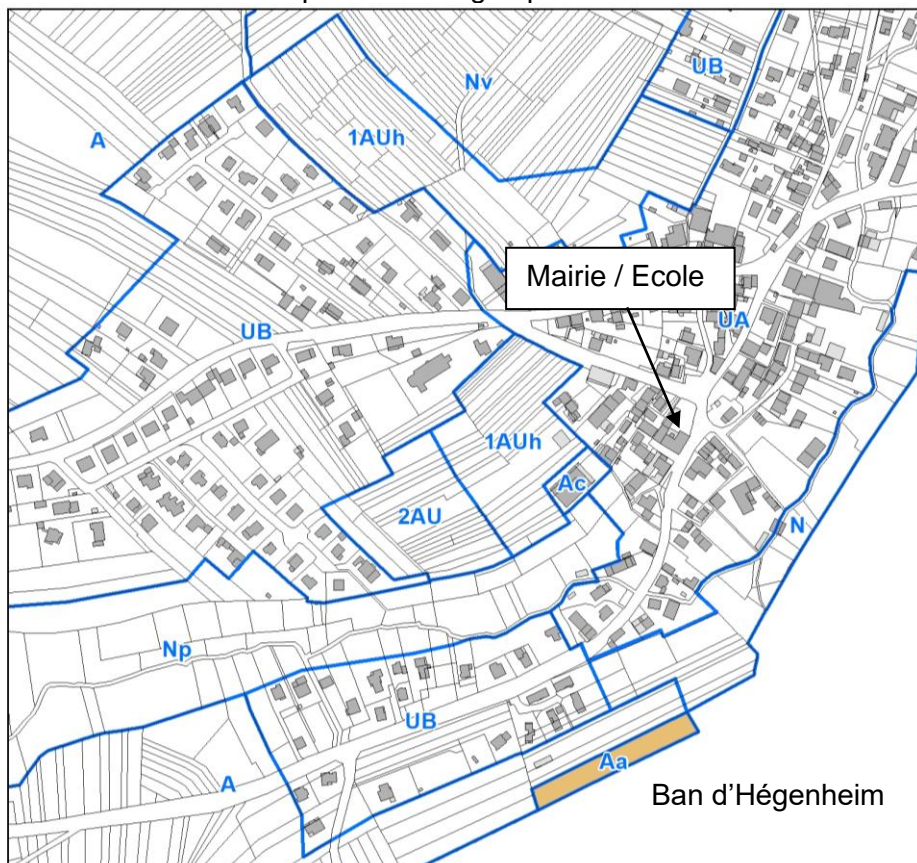 UB
Nv
A
1AUh
Mairie / Ecole
UA
UB
1AUh
Ac
2AU
N
Np
UB
Aa
A
Ban d'Hégenheim